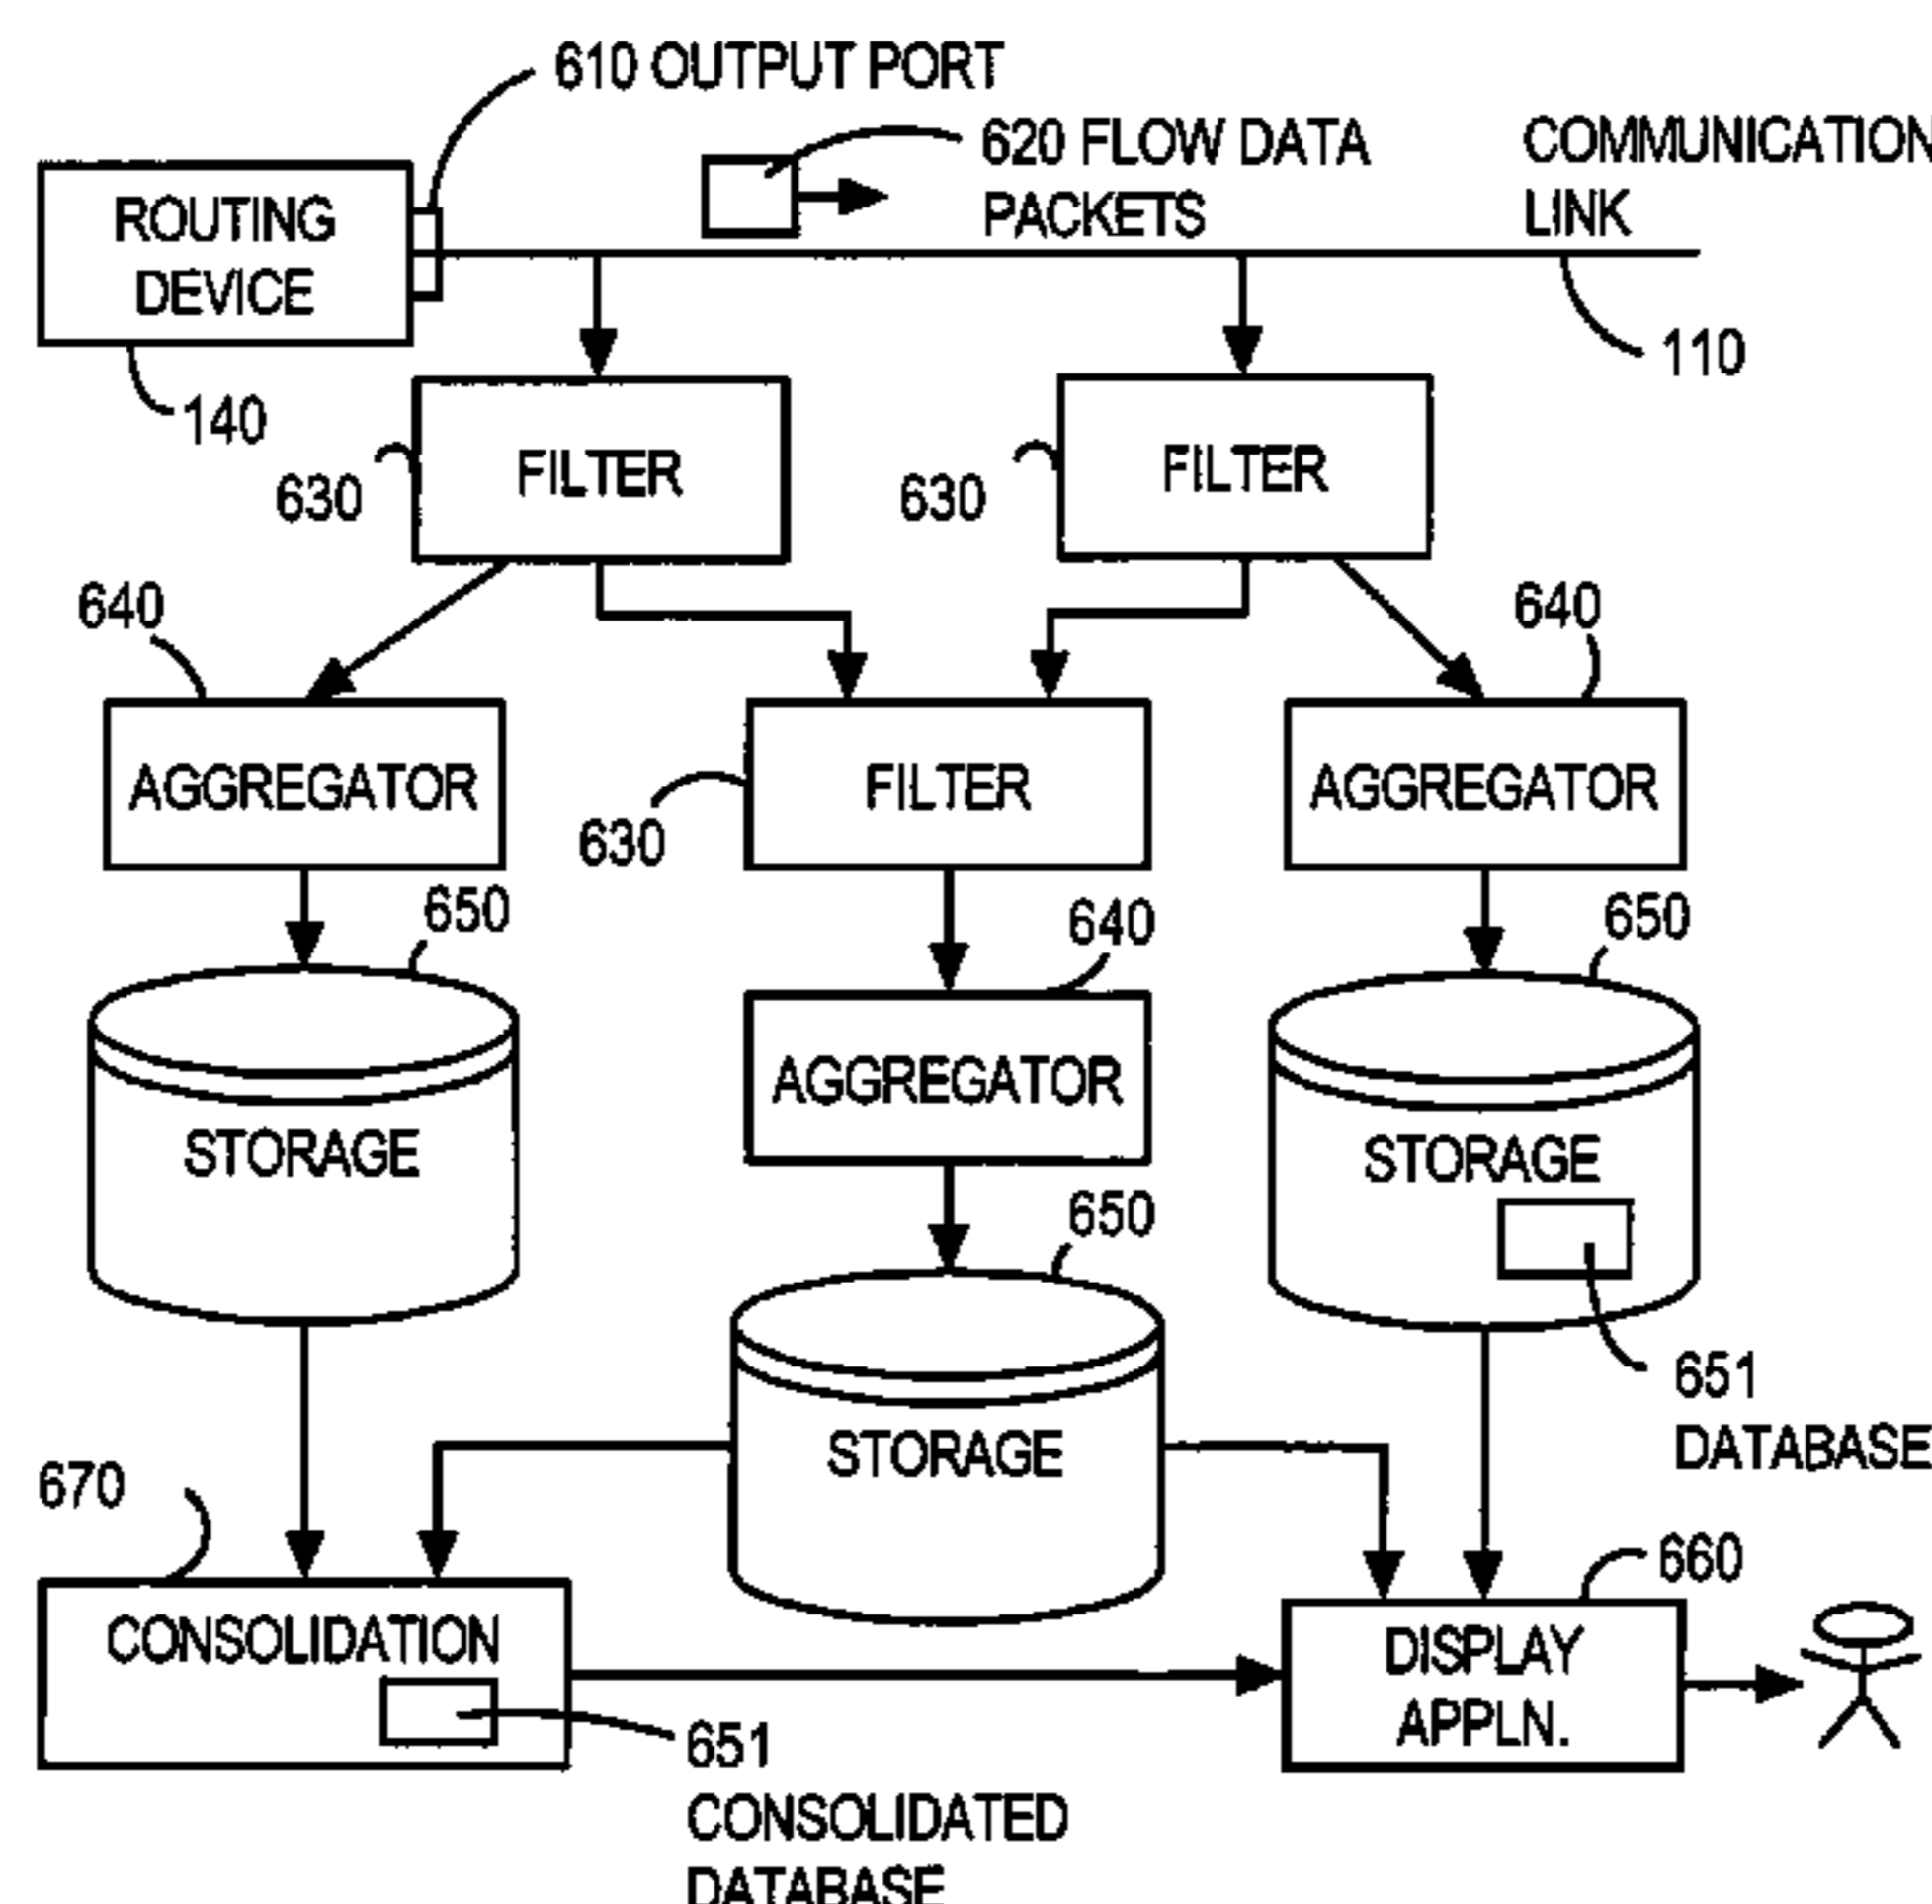 610 OUTPUT PORT
620 FLOW DATA
PACKETS
COMMUNICATION
LINK
ROUTING
DEVICE
110
140
FILTER
FILTER
630
630
640
640
AGGREGATOR
FILTER
AGGREGATOR
630
650
640
650
AGGREGATOR
STORAGE
STORAGE
650
651
DATABASE
STORAGE
670
660
CONSOLIDATION
DISPLAY
APPLN.
651
CONSOLIDATED
DATABASE